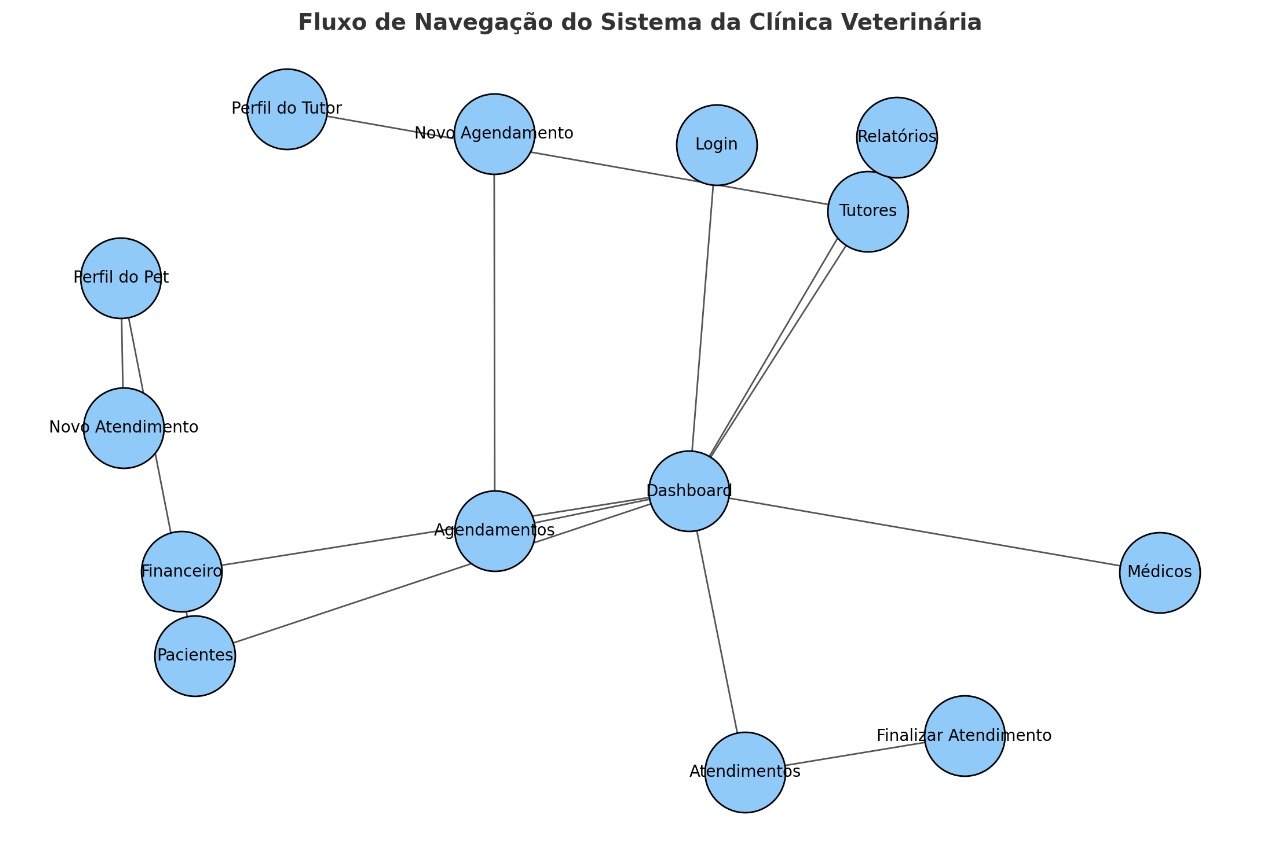 Fluxo de Navegação do Sistema da Clínica Veterinária
Perfil do Tutor
Novo Agendamento
Login
Relatórios
Tutores
Perfil do Pet
Novo Atendimento
Dashboard
Agendamentos
Financeiro
Médicos
Pacientes
Finalizar Atendimento
Atendimentos